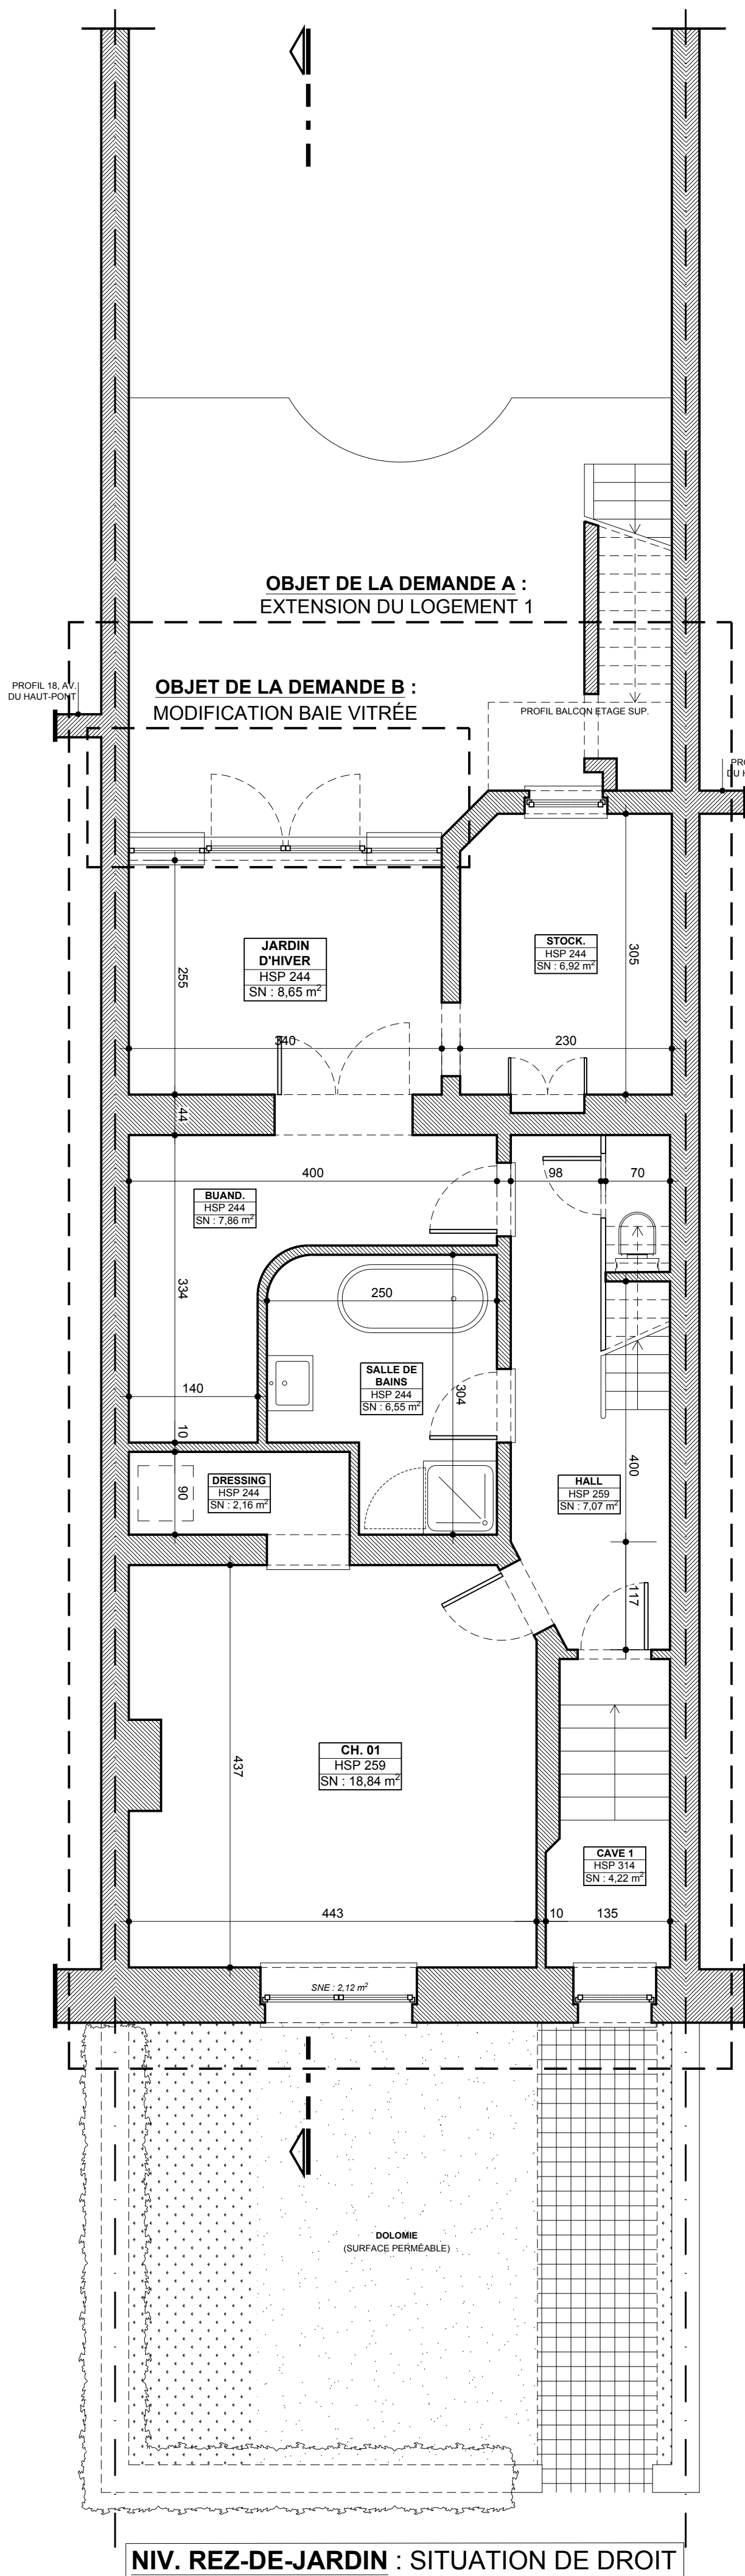 OBJET DE LA DEMANDE A :
EXTENSION DU LOGEMENT 1
PROFIL 18, AV.
DU HAUT-PONT
OBJET DE LA DEMANDE B :
MODIFICATION BAIE VITRÉE
PROFIL BALCON ETAGE SUP.
PRO
DU H
JARDIN
D'HIVER
HSP 244
SN : 8,65 m²
STOCK.
HSP 244
SN : 6,92 m²
255
305
340
230
44
400
98
70
BUAND.
HSP 244
SN : 7,86 m²
334
250
SALLE DE
BAINS
HSP 244
SN : 6,55 m²
304
140
10
400
DRESSING
HSP 244
SN : 2,16 m²
90
HALL
HSP 259
SN : 7,07 m²
117
CH. 01
HSP 259
SN : 18,84 m²
437
CAVE 1
HSP 314
SN : 4,22 m²
443
10
135
SNE : 2,12 m²
DOLOMIE
(SURFACE PERMÉABLE)
NIV. REZ-DE-JARDIN : SITUATION DE DROIT